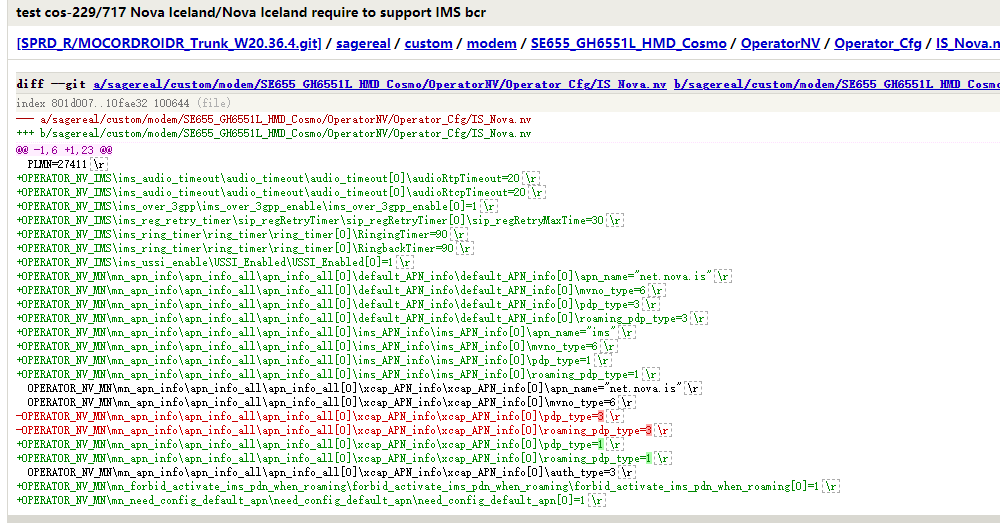 test cos-229/717 Nova Iceland/Nova Iceland require to support IMS bcr
[SPRD_R/MOCORDROIDR_Trunk_W20.36.4.git] / sagereal / custom / modem / SE655_GH6551L_HMD_Cosmo / OperatorNV / Operator_Cfg / IS_Nova.n
diff --git a/sagereal/custom/modem/SE655_GH6551L_HMD_Cosmo/OperatorNV/Operator_Cfg/IS_Nova.nv b/sagereal/custom/modem/SE655_GH6551L_HMD_Cosmo
index 801d007..10fae32 100644 (file)
--- a/sagereal/custom/modem/SE655_GH6551L_HMD_Cosmo/OperatorNV/Operator_Cfg/IS_Nova.nv
+++ b/sagereal/custom/modem/SE655_GH6551L_HMD_Cosmo/OperatorNV/Operator_Cfg/IS_Nova.nv
@@ -1,6 +1,23 @@
PLMN=27411\r
+OPERATOR_NV_IMS\ims_audio_timeout\audio_timeout\audio_timeout[0]\audioRtpTimeout=20\r
+OPERATOR_NV_IMS\ims_audio_timeout\audio_timeout\audio_timeout[0]\audioRtcpTimeout=20\r
+OPERATOR_NV_IMS\ims_over_3gpp\ims_over_3gpp_enable\ims_over_3gpp_enable[0]=1\r
+OPERATOR_NV_IMS\ims_reg_retry_timer\sip_regRetryTimer\sip_regRetryTimer[0]\sip_regRetryMaxTime=30\r
+OPERATOR_NV_IMS\ims_ring_timer\ring_timer\ring_timer[0]\RingingTimer=90\r
+OPERATOR_NV_IMS\ims_ring_timer\ring_timer\ring_timer[0]\RingbackTimer=90\r
+OPERATOR_NV_IMS\ims_ussi_enable\USSI_Enabled\USSI_Enabled[0]=1\r
+OPERATOR_NV_MN\mn_apn_info\apn_info_all\apn_info_all[0]\default_APN_info\default_APN_info[0]\apn_name="net.nova.is"\r
+OPERATOR_NV_MN\mn_apn_info\apn_info_all\apn_info_all[0]\default_APN_info\default_APN_info[0]\mvno_type=6\r
+OPERATOR_NV_MN\mn_apn_info\apn_info_all\apn_info_all[0]\default_APN_info\default_APN_info[0]\pdp_type=3\r
+OPERATOR_NV_MN\mn_apn_info\apn_info_all\apn_info_all[0]\default_APN_info\default_APN_info[0]\roaming_pdp_type=3\r
+OPERATOR_NV_MN\mn_apn_info\apn_info_all\apn_info_all[0]\ims_APN_info\ims_APN_info[0]\apn_name="ims"\r
+OPERATOR_NV_MN\mn_apn_info\apn_info_all\apn_info_all[0]\ims_APN_info\ims_APN_info[0]\mvno_type=6\r
+OPERATOR_NV_MN\mn_apn_info\apn_info_all\apn_info_all[0]\ims_APN_info\ims_APN_info[0]\pdp_type=1\r
+OPERATOR_NV_MN\mn_apn_info\apn_info_all\apn_info_all[0]\ims_APN_info\ims_APN_info[0]\roaming_pdp_type=1\r
OPERATOR_NV_MN\mn_apn_info\apn_info_all\apn_info_all[0]\xcap_APN_info\xcap_APN_info[0]\apn_name="net.nova.is"\r
OPERATOR_NV_MN\mn_apn_info\apn_info_all\apn_info_all[0]\xcap_APN_info\xcap_APN_info[0]\mvno_type=6\r
-OPERATOR_NV_MN\mn_apn_info\apn_info_all\apn_info_all[0]\xcap_APN_info\xcap_APN_info[0]\pdp_type=3\r
-OPERATOR_NV_MN\mn_apn_info\apn_info_all\apn_info_all[0]\xcap_APN_info\xcap_APN_info[0]\roaming_pdp_type=3\r
+OPERATOR_NV_MN\mn_apn_info\apn_info_all\apn_info_all[0]\xcap_APN_info\xcap_APN_info[0]\pdp_type=1\r
+OPERATOR_NV_MN\mn_apn_info\apn_info_all\apn_info_all[0]\xcap_APN_info\xcap_APN_info[0]\roaming_pdp_type=1\r
OPERATOR_NV_MN\mn_apn_info\apn_info_all\apn_info_all[0]\xcap_APN_info\xcap_APN_info[0]\auth_type=3\r
+OPERATOR_NV_MN\mn_forbid_activate_ims_pdn_when_roaming\forbid_activate_ims_pdn_when_roaming\forbid_activate_ims_pdn_when_roaming[0]=1\r
+OPERATOR_NV_MN\mn_need_config_default_apn\need_config_default_apn\need_config_default_apn[0]=1\r